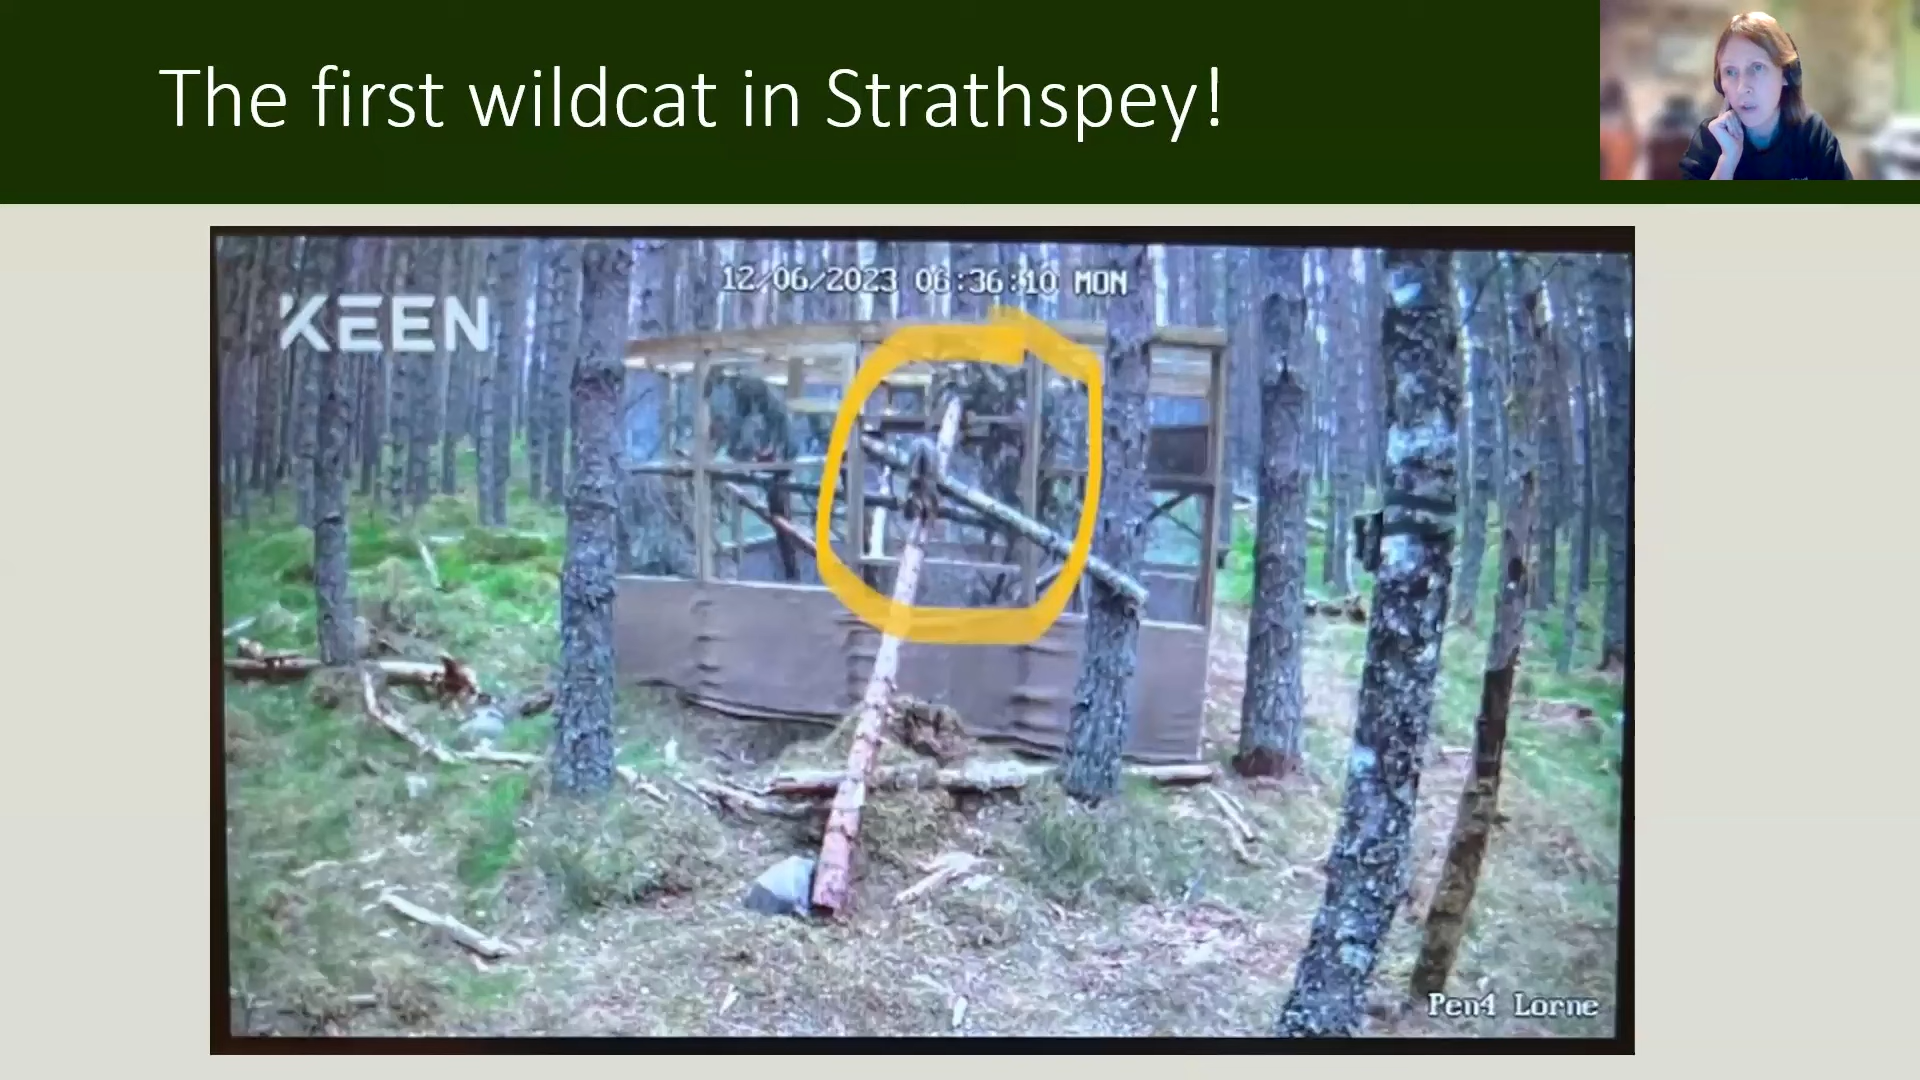 The first wildcat in Strathspey!
12/06/2023 06:36:10 MON
KEEN
Pen4 Lorne